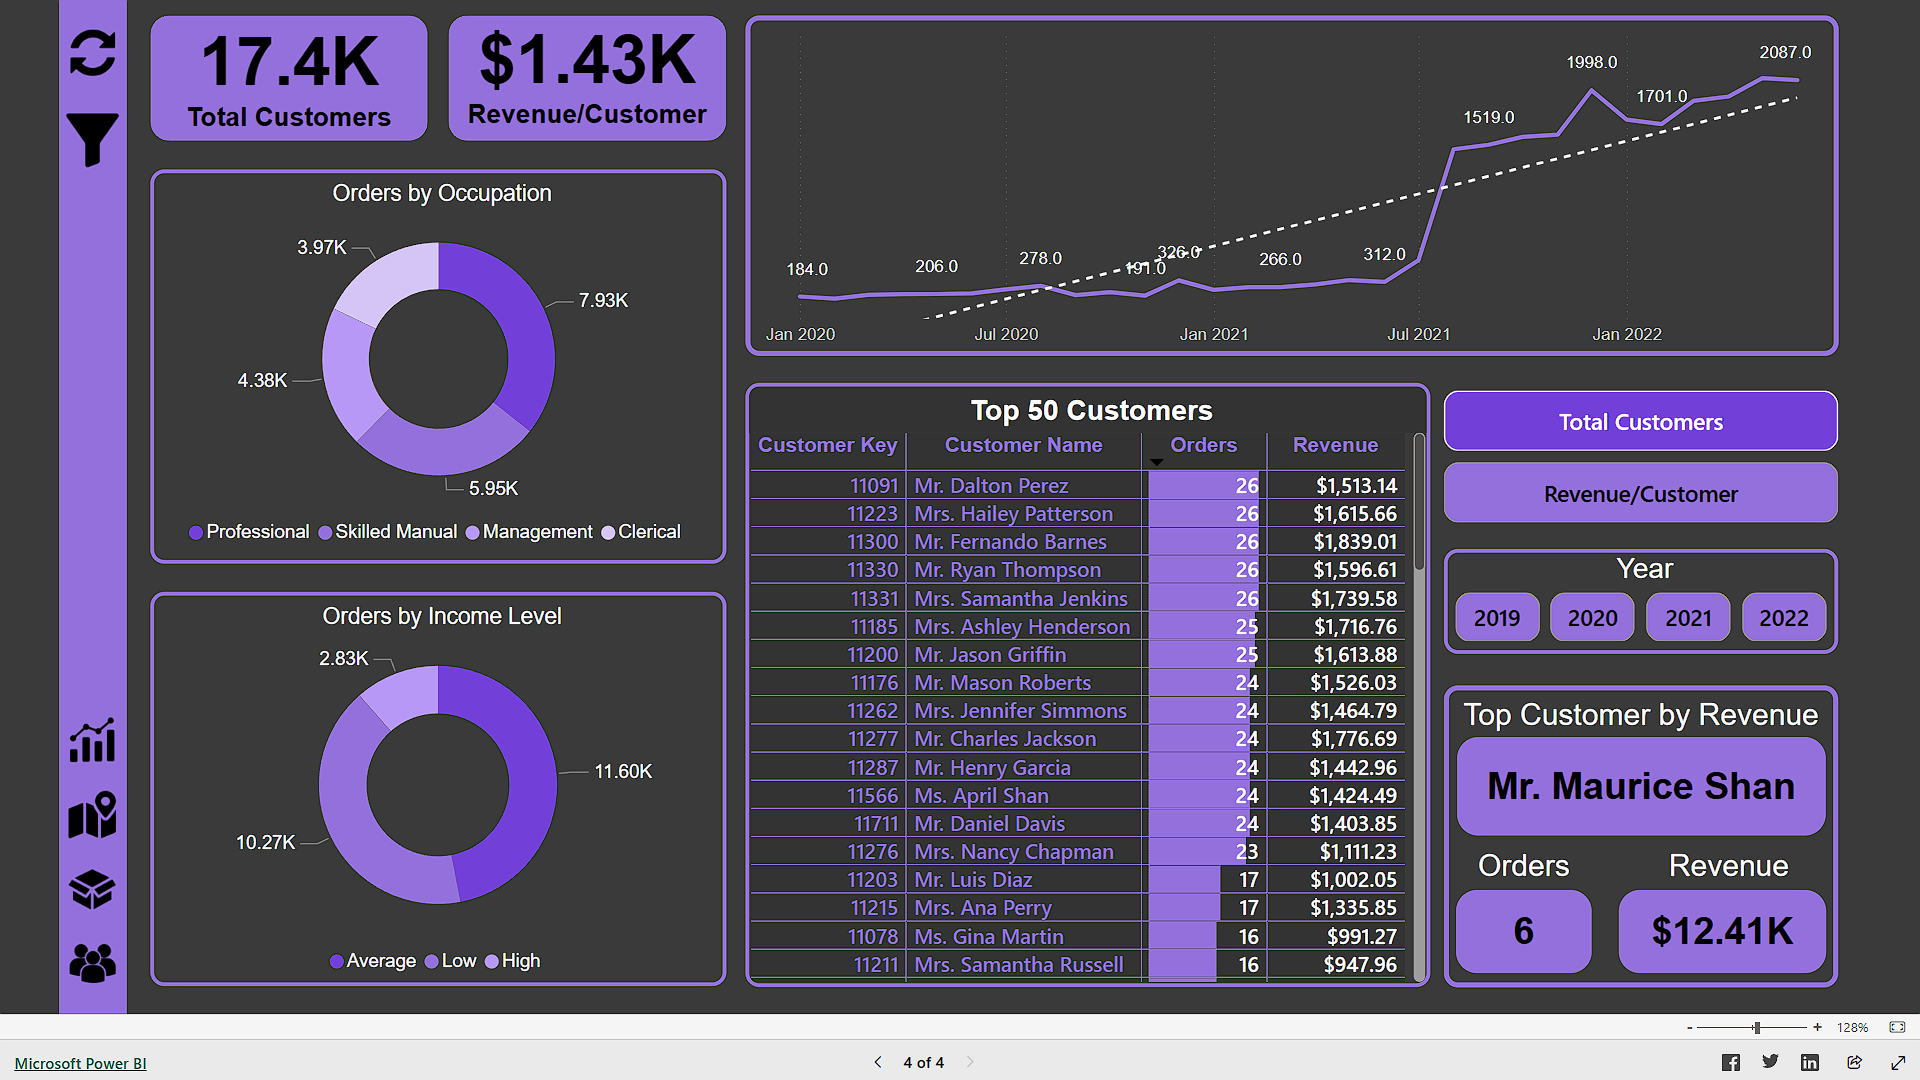 17.4K
Total Customers
$1.43K
Revenue/Customer
2087.0
1998.0
1701.0
1519.0
184.0
206.0
278.0
191.0
326.0
266.0
312.0
Jan 2020
Jul 2020
Jan 2021
Jul 2021
Jan 2022
Orders by Occupation
3.97K
7.93K
4.38K
5.95K
Professional Skilled Manual Management Clerical
Orders by Income Level
2.83K
11.60K
10.27K
Average Low High
Top 50 Customers
Customer Key Customer Name Orders Revenue
11091 Mr. Dalton Perez 26 $1,513.14
11223 Mrs. Hailey Patterson 26 $1,615.66
11300 Mr. Fernando Barnes 26 $1,839.01
11330 Mr. Ryan Thompson 26 $1,596.61
11331 Mrs. Samantha Jenkins 26 $1,739.58
11185 Mrs. Ashley Henderson 25 $1,716.76
11200 Mr. Jason Griffin 25 $1,613.88
11176 Mr. Mason Roberts 24 $1,526.03
11262 Mrs. Jennifer Simmons 24 $1,464.79
11277 Mr. Charles Jackson 24 $1,776.69
11287 Mr. Henry Garcia 24 $1,442.96
11566 Ms. April Shan 24 $1,424.49
11711 Mr. Daniel Davis 24 $1,403.85
11276 Mrs. Nancy Chapman 23 $1,111.23
11203 Mr. Luis Diaz 17 $1,002.05
11215 Mrs. Ana Perry 17 $1,335.85
11078 Ms. Gina Martin 16 $991.27
11211 Mrs. Samantha Russell 16 $947.96
Total Customers
Revenue/Customer
Year
2019 2020 2021 2022
Top Customer by Revenue
Mr. Maurice Shan
Orders Revenue
6 $12.41K
- + 128%
Microsoft Power BI
4 of 4